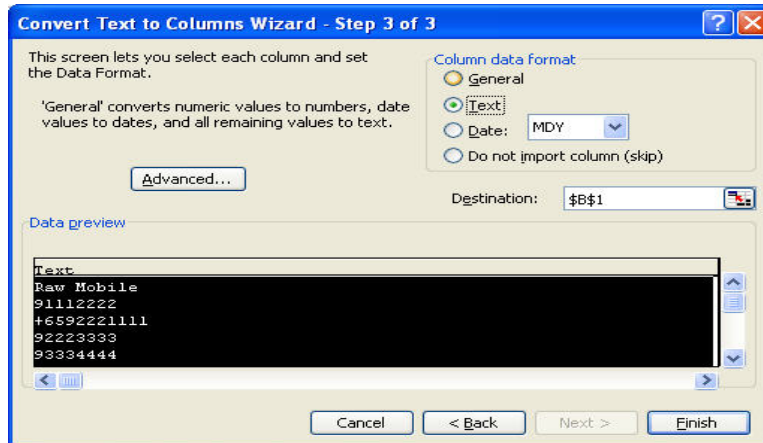 Convert Text to Columns Wizard - Step 3 of 3
This screen lets you select each column and set
the Data Format.
'General' converts numeric values to numbers, date
values to dates, and all remaining values to text.
Advanced...
Column data format
General
Text
Date: MDY
Do not import column (skip)
Destination: $B$1
Data preview
Text
Raw Mobile
91112222
+6592221111
92223333
93334444
Cancel < Back Next > Finish